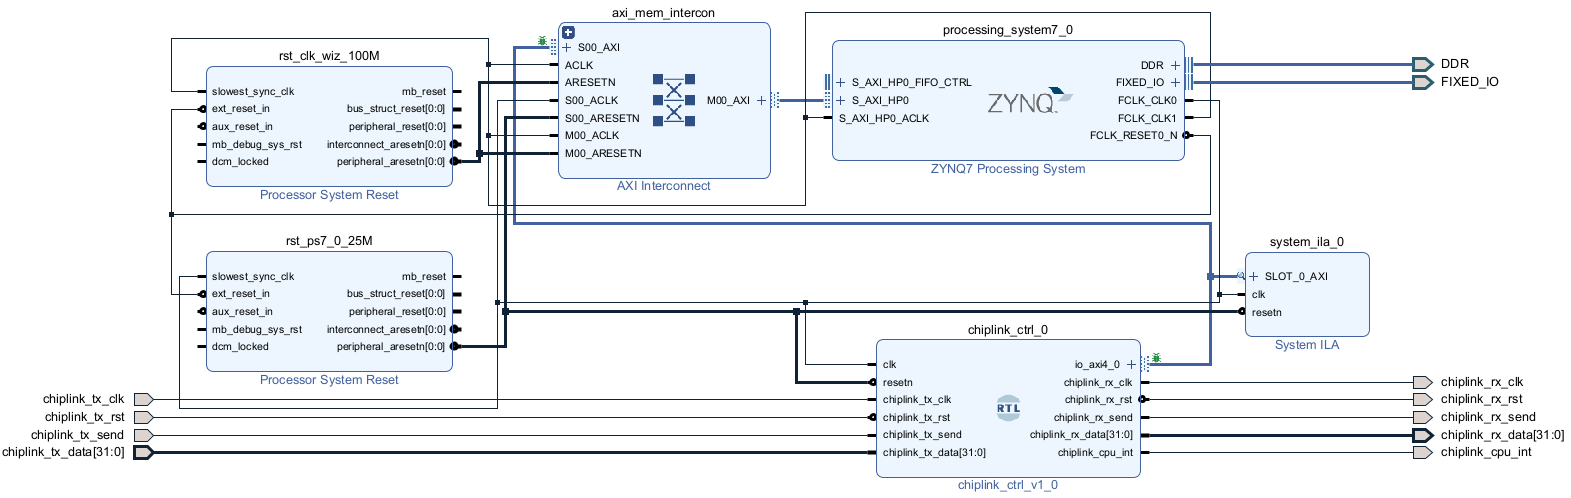 rst_clk_wiz_100M
slowest_sync_clk
ext_reset_in
aux_reset_in
mb_debug_sys_rst
dcm_locked
mb_reset
bus_struct_reset[0:0]
peripheral_reset[0:0]
interconnect_aresetn[0:0]
peripheral_aresetn[0:0]
Processor System Reset
axi_mem_intercon
S00_AXI
ACLK
ARESETN
S00_ACLK
S00_ARESETN
M00_ACLK
M00_ARESETN
M00_AXI
AXI Interconnect
processing_system7_0
S_AXI_HP0_FIFO_CTRL
S_AXI_HP0
S_AXI_HP0_ACLK
ZYNQ
DDR
FIXED_IO
FCLK_CLK0
FCLK_CLK1
FCLK_RESET0_N
ZYNQ7 Processing System
DDR
FIXED_IO
rst_ps7_0_25M
slowest_sync_clk
ext_reset_in
aux_reset_in
mb_debug_sys_rst
dcm_locked
mb_reset
bus_struct_reset[0:0]
peripheral_reset[0:0]
interconnect_aresetn[0:0]
peripheral_aresetn[0:0]
Processor System Reset
system_ila_0
SLOT_0_AXI
clk
resetn
System ILA
chiplink_tx_clk
chiplink_tx_rst
chiplink_tx_send
chiplink_tx_data[31:0]
chiplink_ctrl_0
clk
resetn
chiplink_tx_clk
chiplink_tx_rst
chiplink_tx_send
chiplink_tx_data[31:0]
RTL
io_axi4_0
chiplink_rx_clk
chiplink_rx_rst
chiplink_rx_send
chiplink_rx_data[31:0]
chiplink_cpu_int
chiplink_ctrl_v1_0
chiplink_rx_clk
chiplink_rx_rst
chiplink_rx_send
chiplink_rx_data[31:0]
chiplink_cpu_int